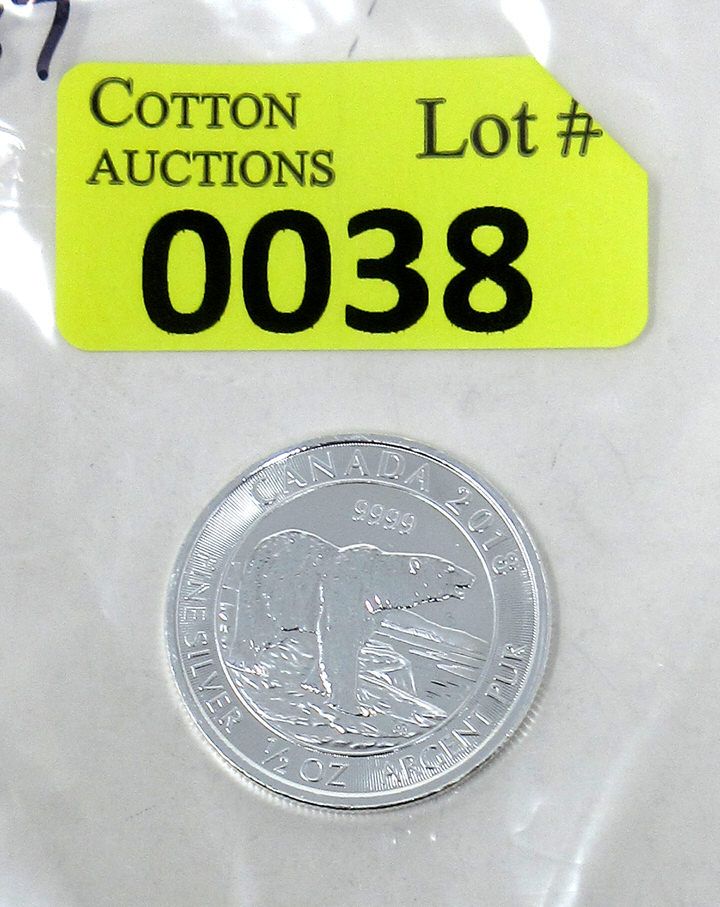 COTTON
AUCTIONS
Lot #
0038
CANADA 2018
9999
FINE SILVER 1/2 OZ ARGENT PUR